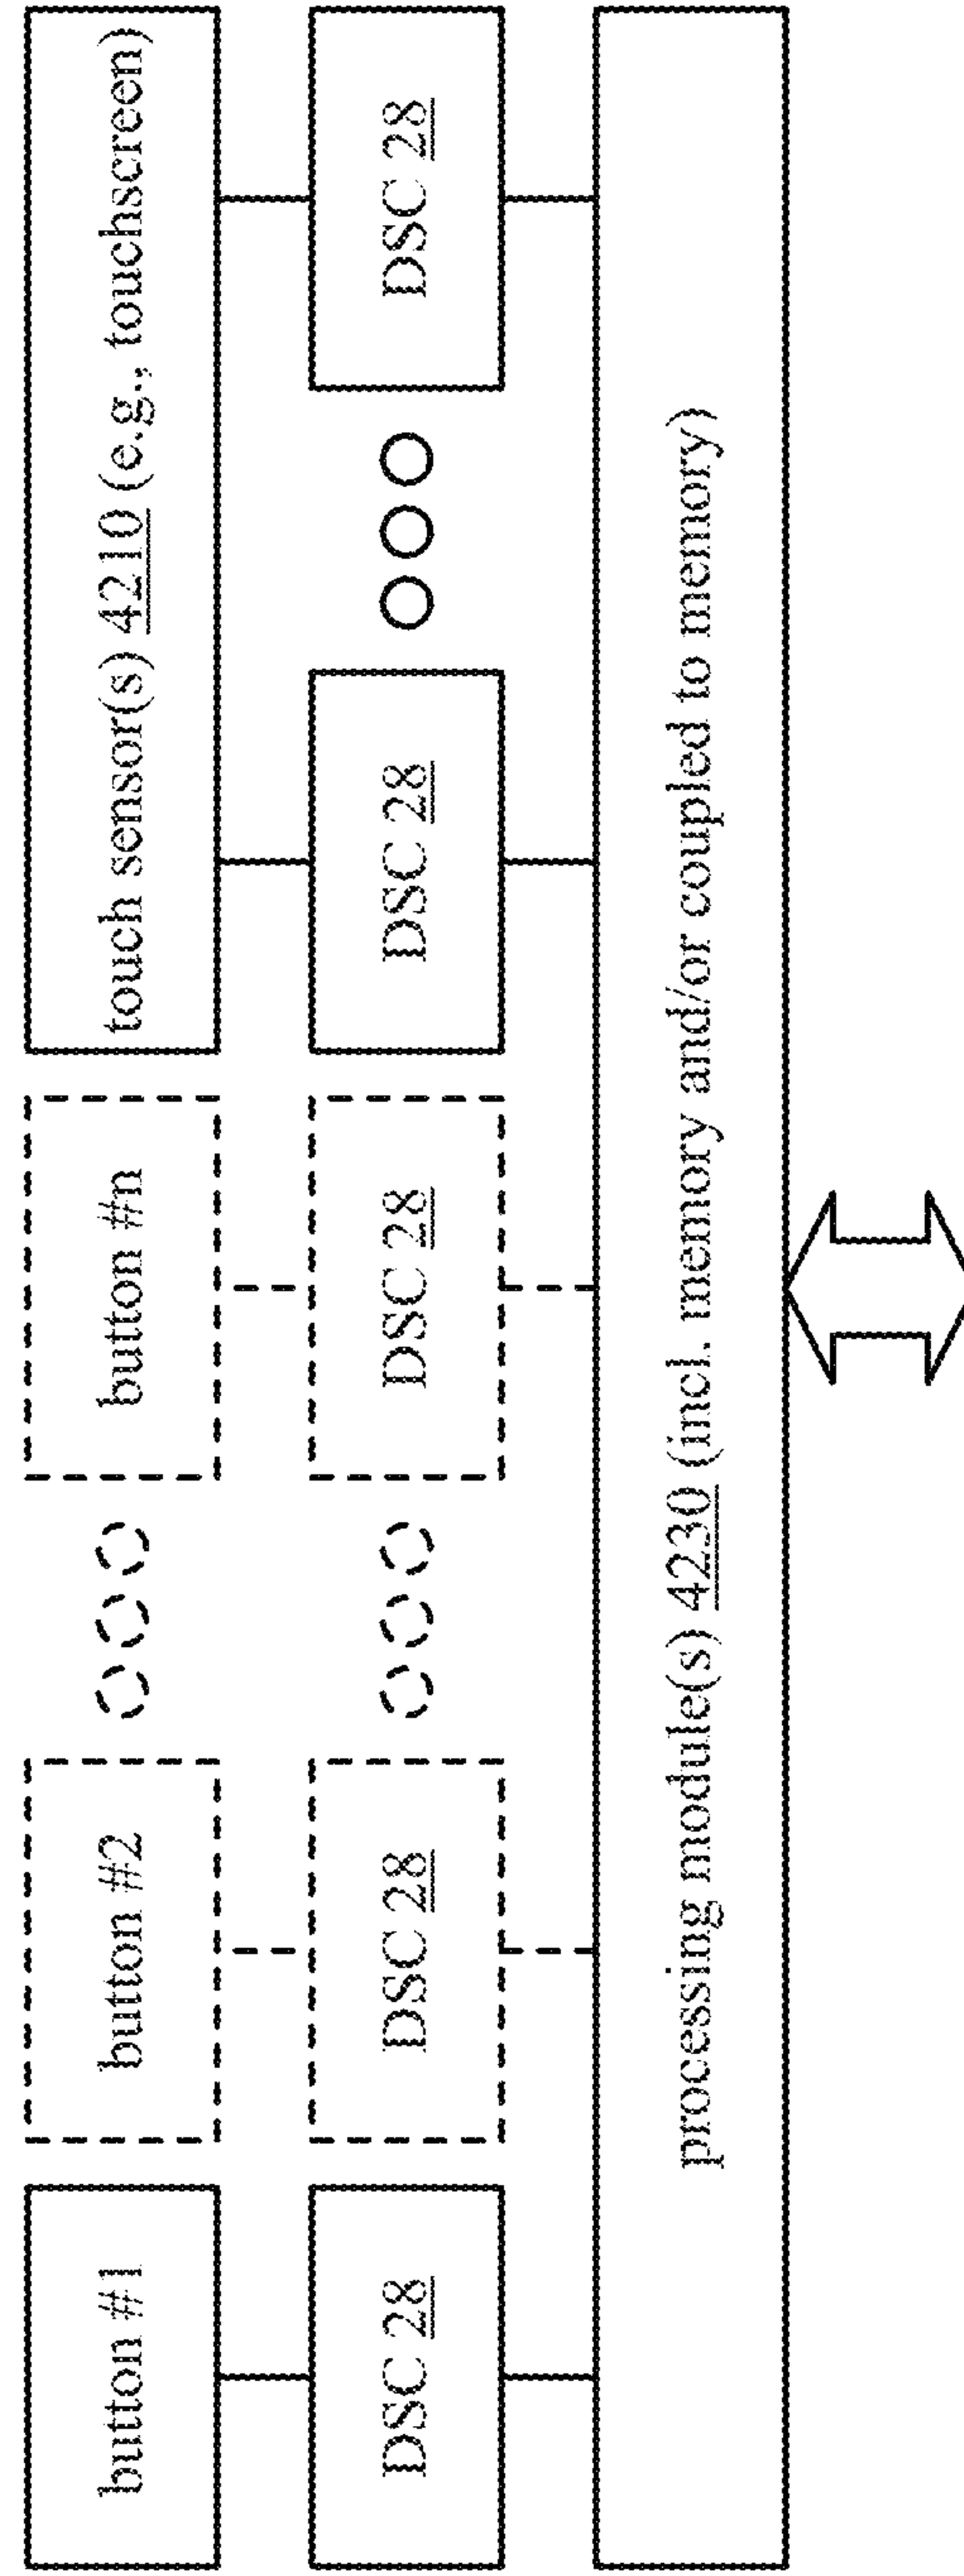 button #1
button #2
button #n
touch sensor(s) 4210 (e.g., touchscreen)
DSC 28
DSC 28
DSC 28
DSC 28
DSC 28
processing module(s) 4230 (incl. memory and/or coupled to memory)